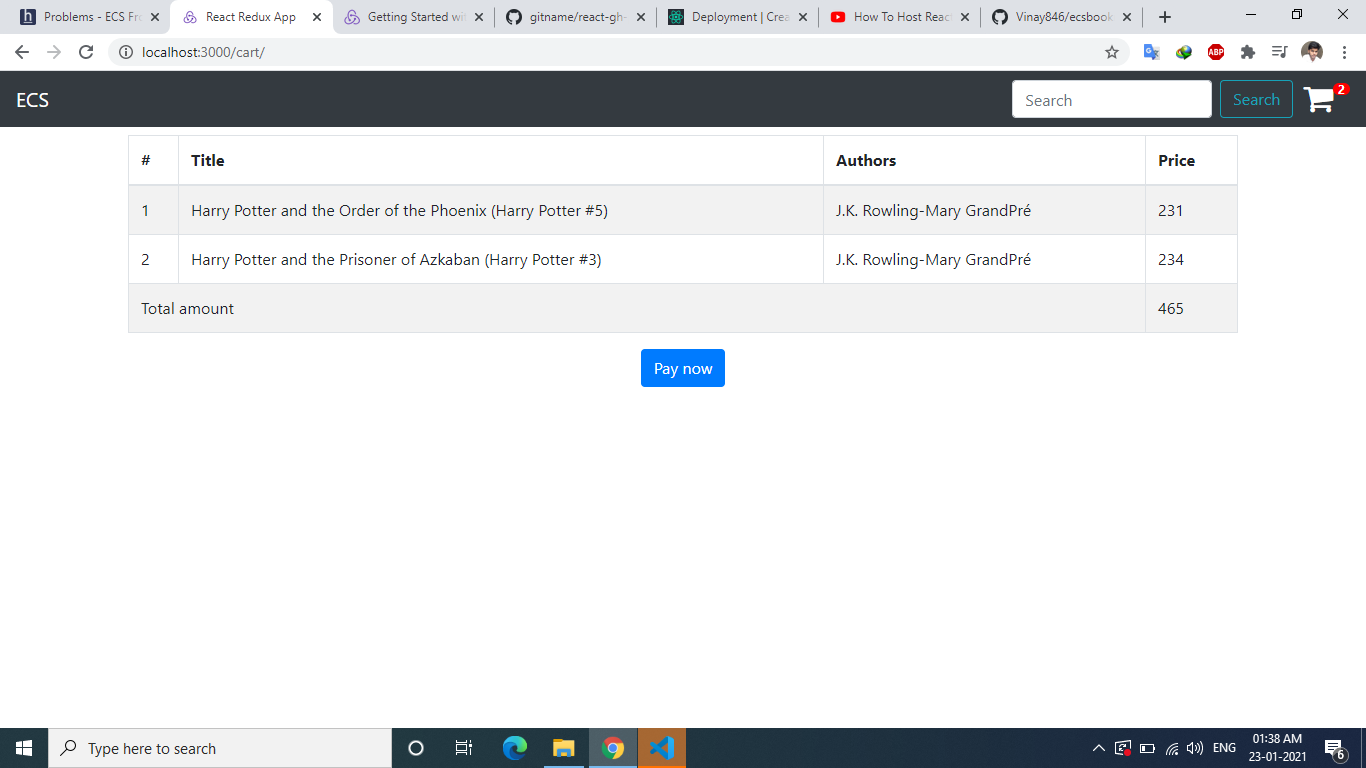 Problems - ECS Fr
React Redux App
Getting Started wi
gitname/react-gh-
Deployment | Crea
How To Host Reac
Vinay846/ecsbook
localhost:3000/cart/
ABP
ECS
Search
Search
2
# Title Authors Price
1 Harry Potter and the Order of the Phoenix (Harry Potter #5) J.K. Rowling-Mary GrandPré 231
2 Harry Potter and the Prisoner of Azkaban (Harry Potter #3) J.K. Rowling-Mary GrandPré 234
Total amount 465
Pay now
Type here to search
ENG
01:38 AM
23-01-2021
6